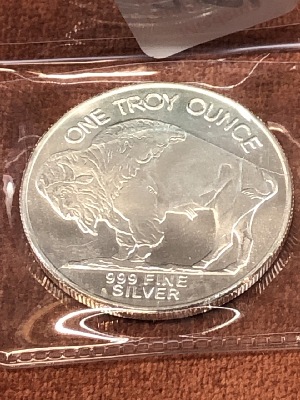 ONE TROY OUNCE
999 FINE
SILVER